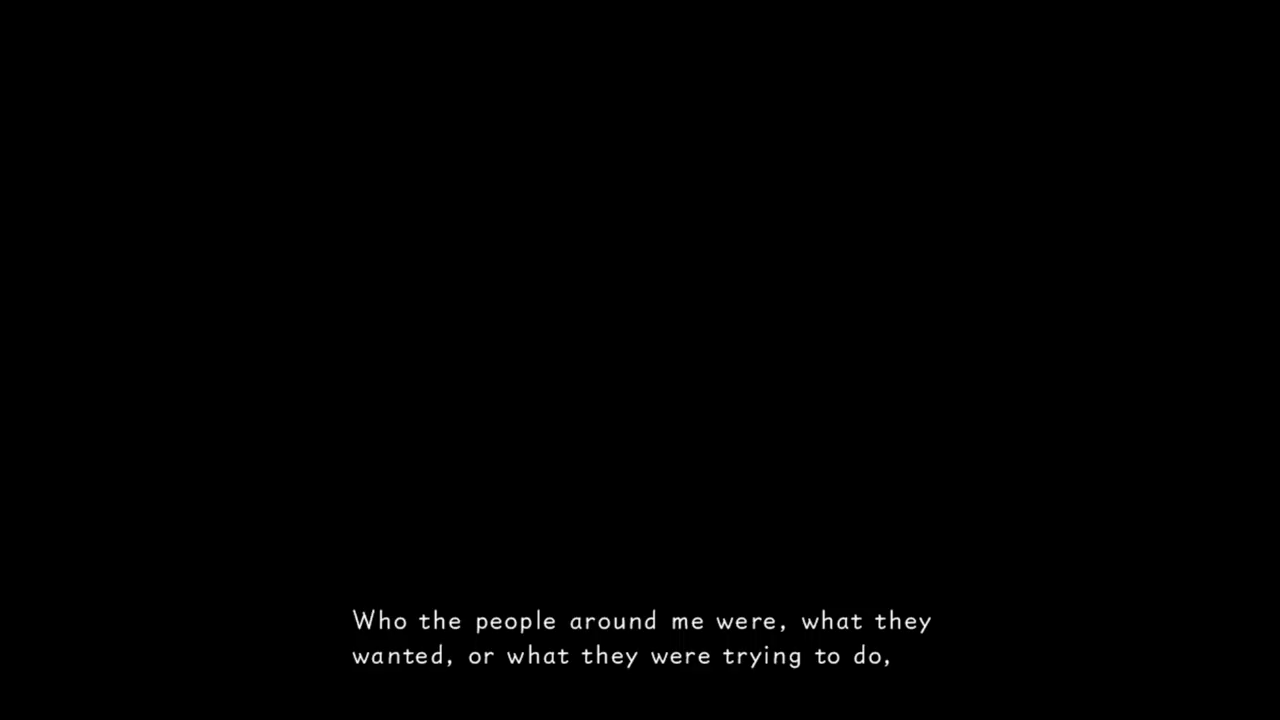 Who the people around me were, what they
wanted, or what they were trying to do,